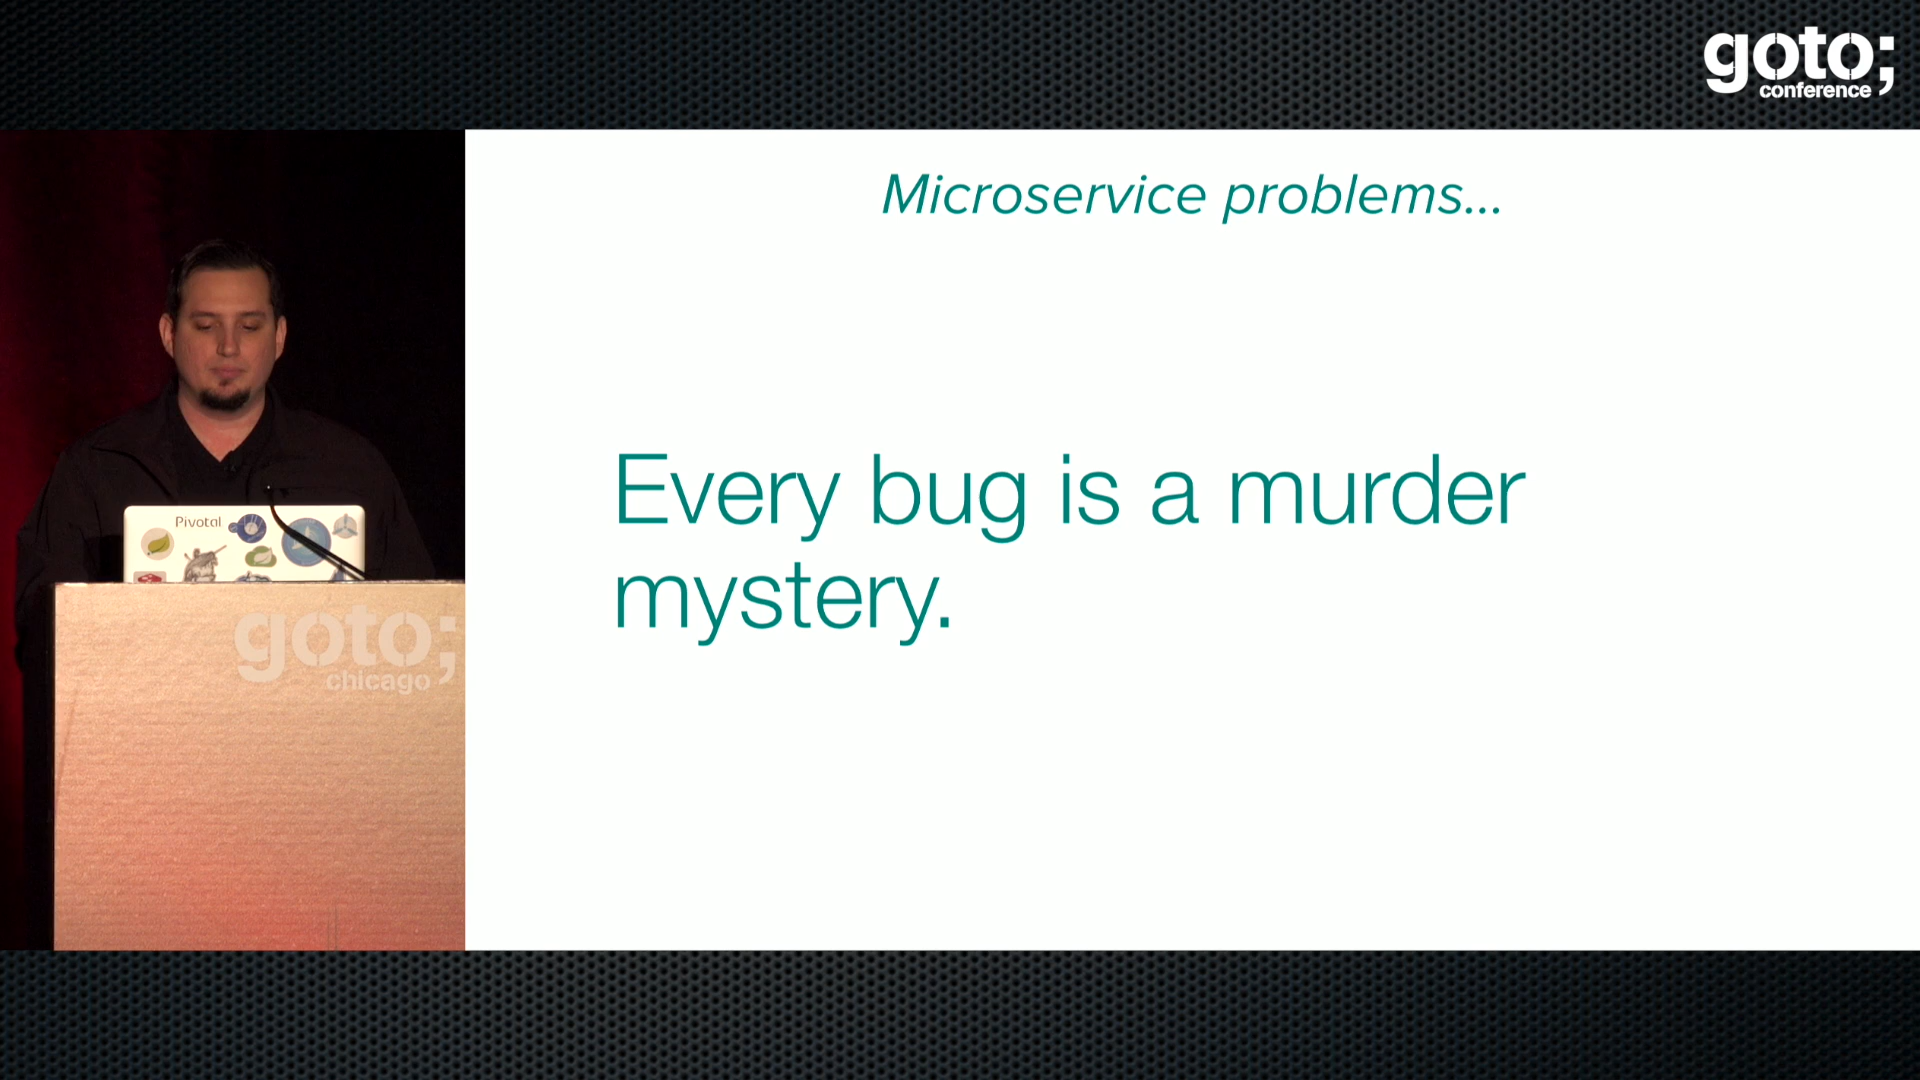 goto;
conference
Microservice problems...
Every bug is a murder
mystery.
Pivotal
goto;
chicago